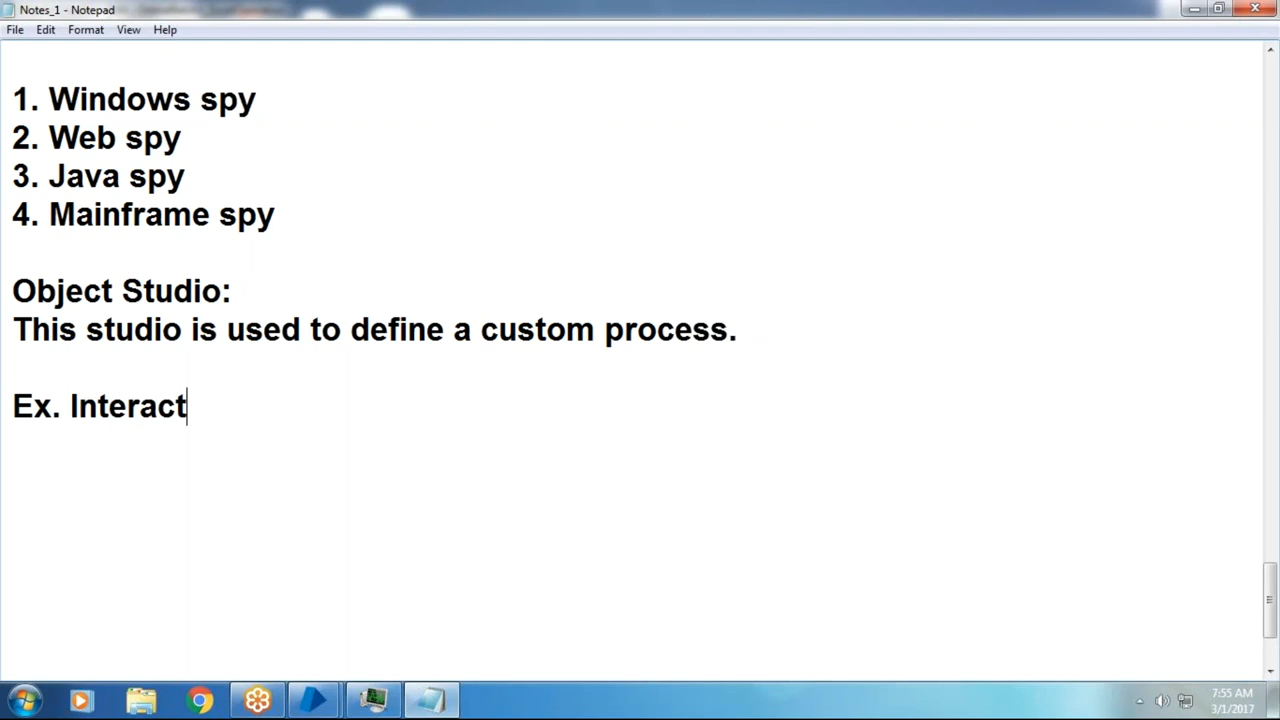 Notes_1 - Notepad
File Edit Format View Help
1. Windows spy
2. Web spy
3. Java spy
4. Mainframe spy
Object Studio:
This studio is used to define a custom process.
Ex. Interact
7:55 AM
3/1/2017